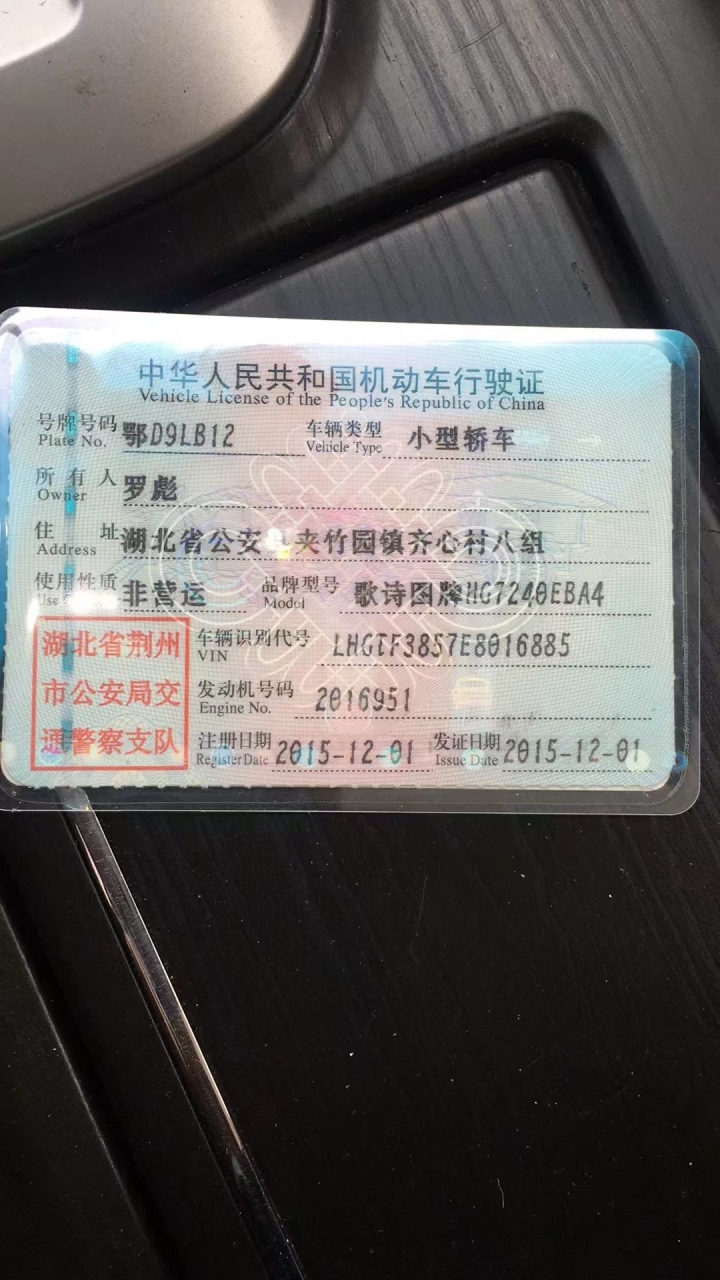 中华人民共和国机动车行驶证
Vehicle License of the People's Republic of China
号牌号码 鄂D9LB12 车辆类型 小型轿车
Plate No. Vehicle Type
所有人 罗彪
Owner
住址 湖北省公安县夹竹园镇齐心村八组
Address
使用性质 非营运 品牌型号 歌诗图牌HG7240EBA4
Use Model
湖北省荆州
市公安局交
通警察支队
车辆识别代号 LHGTF3857E8016885
VIN
发动机号码 2016951
Engine No.
注册日期 2015-12-01 发证日期 2015-12-01
Register Date Issue Date